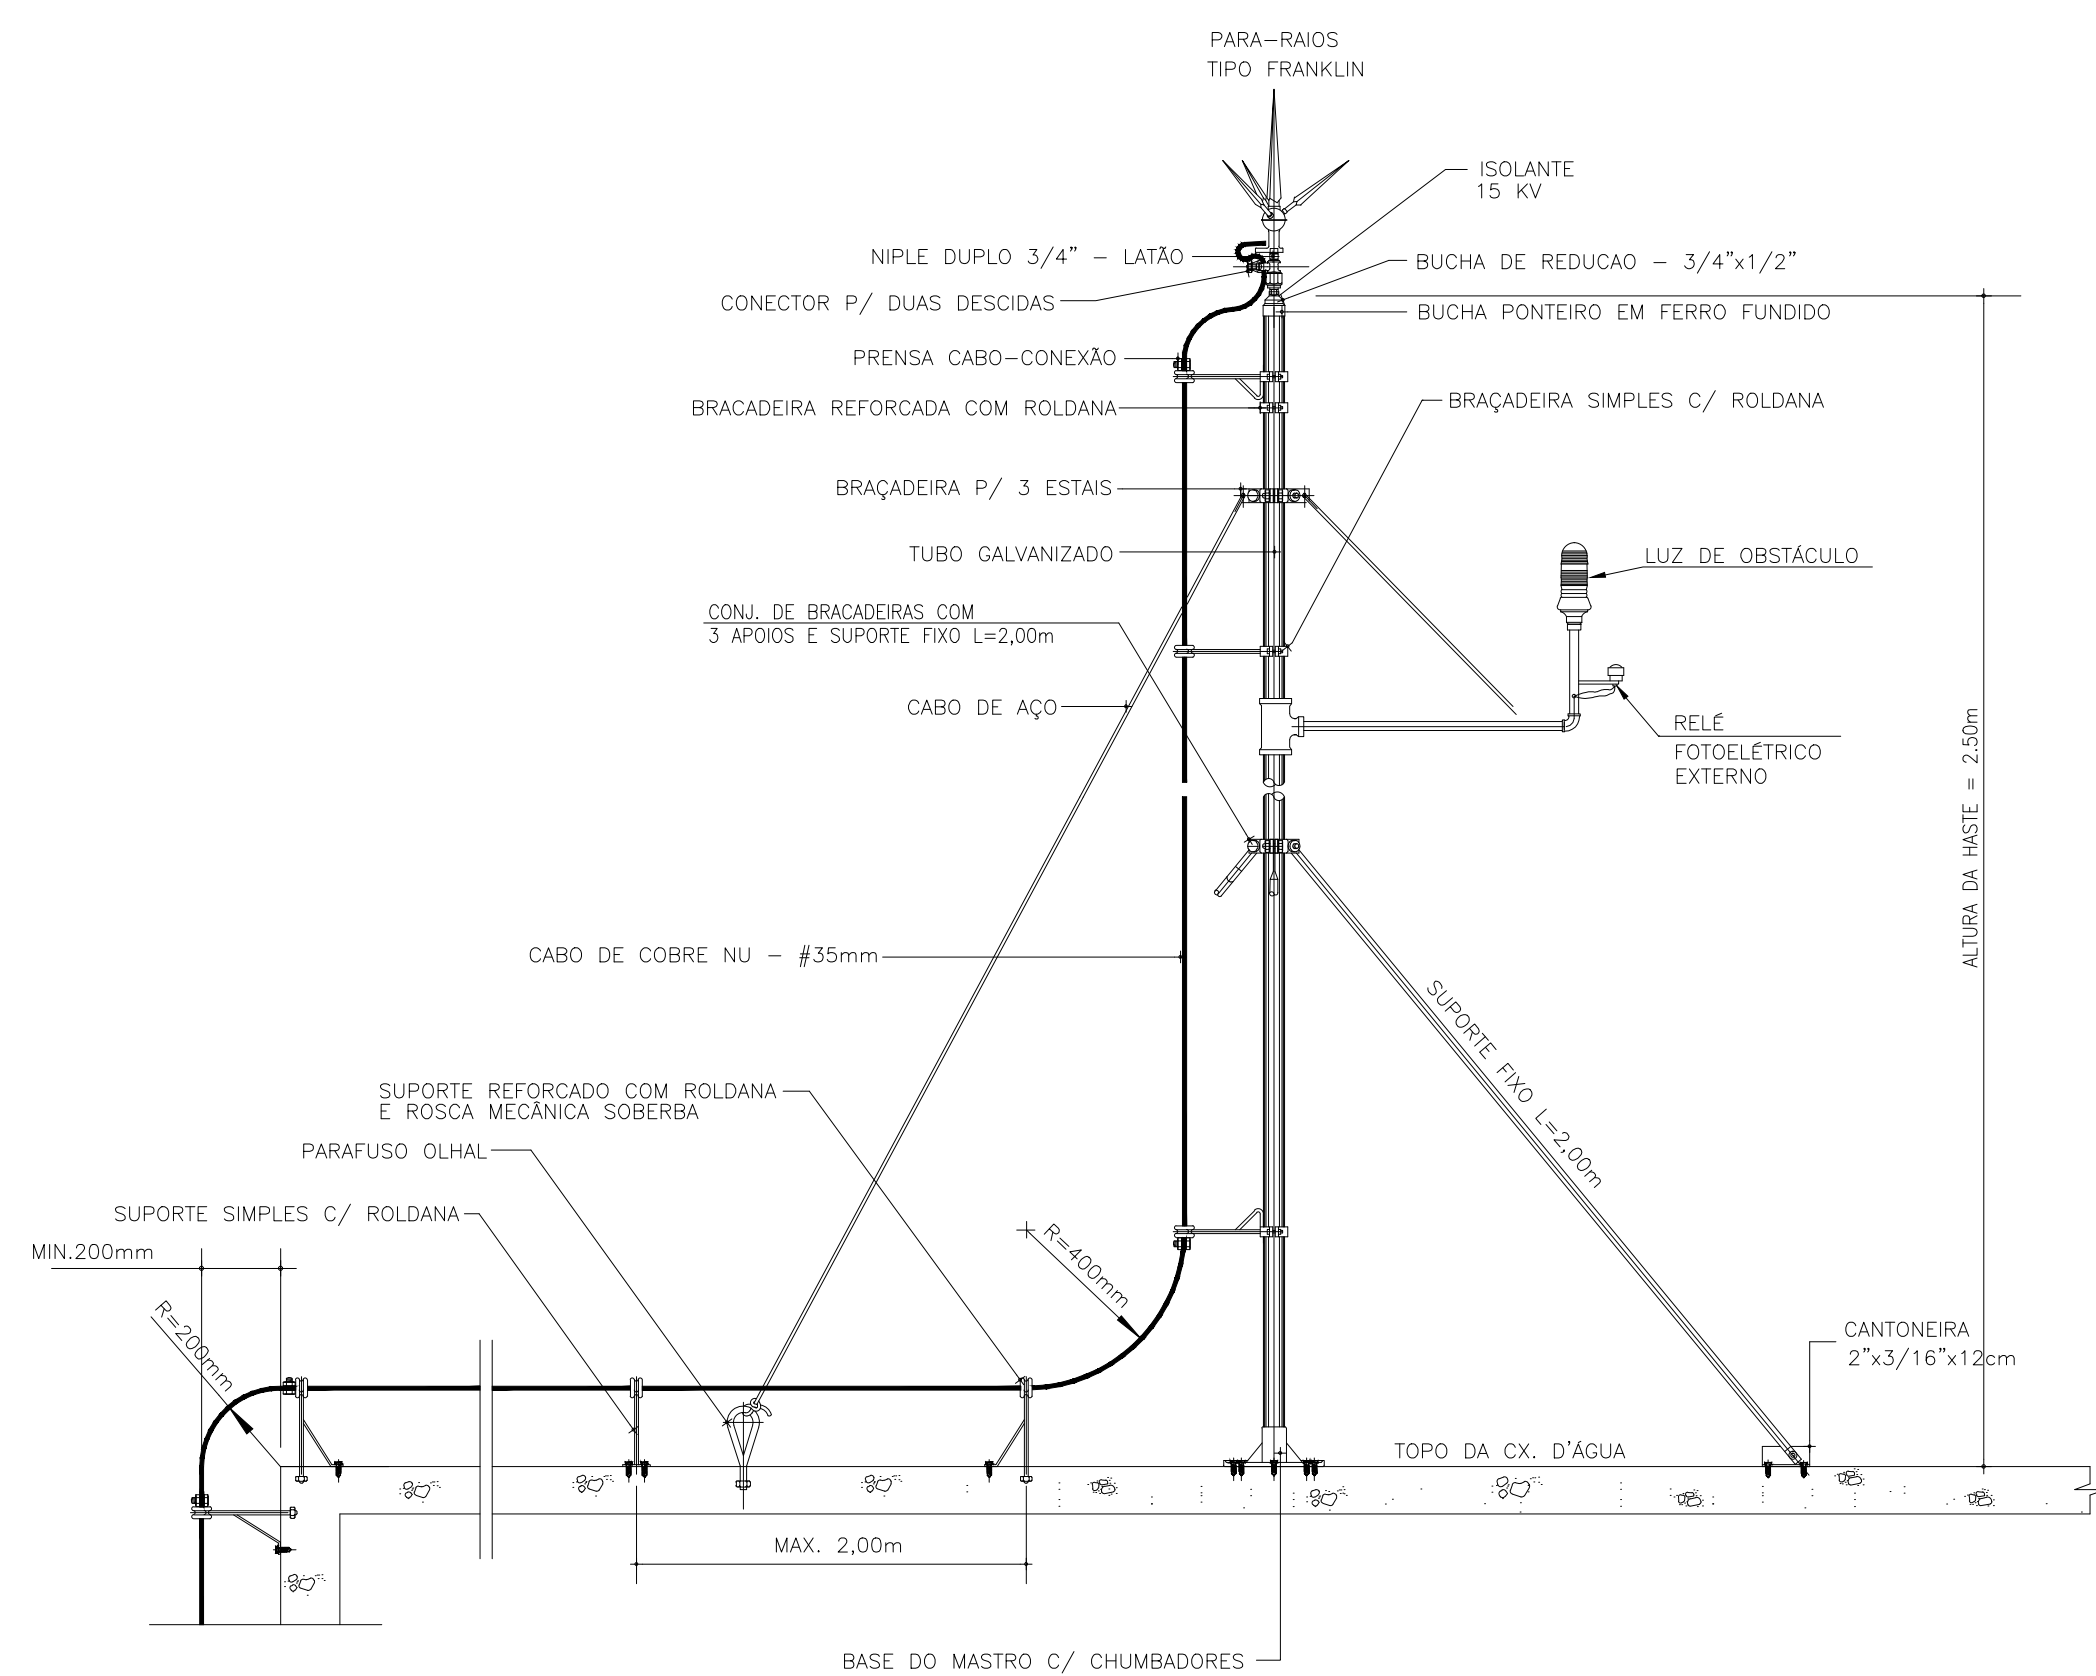 PARA-RAIOS
TIPO FRANKLIN
ISOLANTE
15 KV
NIPLE DUPLO 3/4" - LATÃO
BUCHA DE REDUCAO - 3/4"x1/2"
CONECTOR P/ DUAS DESCIDAS
BUCHA PONTEIRO EM FERRO FUNDIDO
PRENSA CABO-CONEXÃO
BRACADEIRA REFORCADA COM ROLDANA
BRAÇADEIRA SIMPLES C/ ROLDANA
BRAÇADEIRA P/ 3 ESTAIS
TUBO GALVANIZADO
LUZ DE OBSTÁCULO
CONJ. DE BRACADEIRAS COM
3 APOIOS E SUPORTE FIXO L=2,00m
CABO DE AÇO
RELÉ
FOTOELÉTRICO
EXTERNO
ALTURA DA HASTE = 2.50m
CABO DE COBRE NU - #35mm
SUPORTE FIXO L=2,00m
SUPORTE REFORCADO COM ROLDANA
E ROSCA MECÂNICA SOBERBA
PARAFUSO OLHAL
SUPORTE SIMPLES C/ ROLDANA
MIN.200mm
R=400mm
R=200mm
CANTONEIRA
2"x3/16"x12cm
TOPO DA CX. D'ÁGUA
MAX. 2,00m
BASE DO MASTRO C/ CHUMBADORES